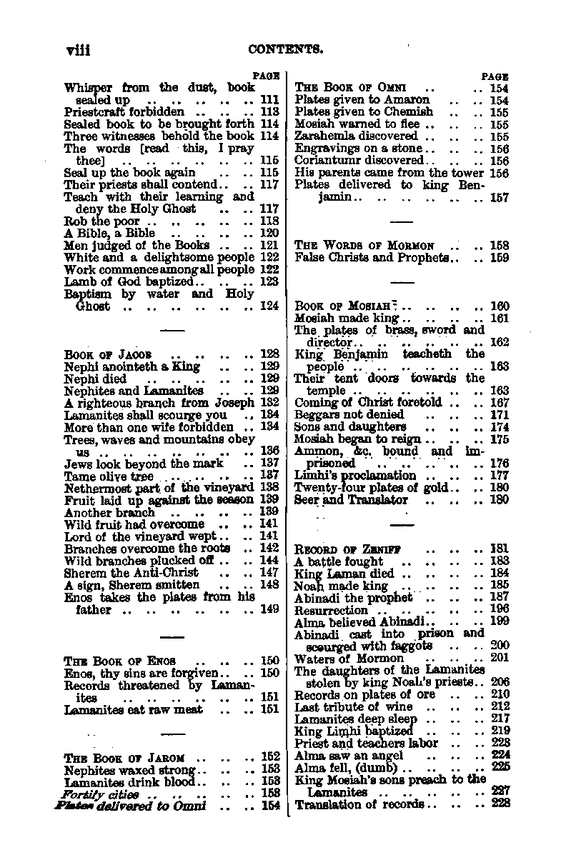 viii
CONTENTS.
PAGE
Whisper from the dust, book
sealed up .. .. .. .. .. 111
Priestcraft forbidden .. .. .. 113
Sealed book to be brought forth 114
Three witnesses behold the book 114
The words [read this, I pray
thee] .. .. .. .. .. .. 115
Seal up the book again .. .. 115
Their priests shall contend.. .. 117
Teach with their learning and
deny the Holy Ghost .. .. 117
Rob the poor .. .. .. .. .. 118
A Bible, a Bible .. .. .. .. 120
Men judged of the Books .. .. 121
White and a delightsome people 122
Work commence among all people 122
Lamb of God baptized.. .. .. 123
Baptism by water and Holy
Ghost .. .. .. .. .. .. 124
BOOK OF JACOB .. .. .. .. 128
Nephi anointeth a King .. .. 129
Nephi died .. .. .. .. .. 129
Nephites and Lamanites .. .. 129
A righteous branch from Joseph 132
Lamanites shall scourge you .. 134
More than one wife forbidden .. 134
Trees, waves and mountains obey
us .. .. .. .. .. .. .. 136
Jews look beyond the mark .. 137
Tame olive tree .. .. .. .. 137
Nethermost part of the vineyard 138
Fruit laid up against the season 139
Another branch .. .. .. .. 139
Wild fruit had overcome .. .. 141
Lord of the vineyard wept.. .. 141
Branches overcome the roots .. 142
Wild branches plucked off .. .. 144
Sherem the Anti-Christ .. .. 147
A sign, Sherem smitten .. .. 148
Enos takes the plates from his
father .. .. .. .. .. .. 149
THE BOOK OF ENOS .. .. .. 150
Enos, thy sins are forgiven.. .. 150
Records threatened by Laman-
ites .. .. .. .. .. .. 151
Lamanites eat raw meat .. .. 151
THE BOOK OF JAROM .. .. .. 152
Nephites waxed strong.. .. .. 153
Lamanites drink blood.. .. .. 153
Fortify cities .. .. .. .. .. 153
Plates delivered to Omni .. .. 154
PAGE
THE BOOK OF OMNI .. .. 154
Plates given to Amaron .. .. 154
Plates given to Chemish .. .. 155
Mosiah warned to flee .. .. .. 155
Zarahemla discovered .. .. .. 155
Engravings on a stone.. .. .. 156
Coriantumr discovered.. .. .. 156
His parents came from the tower 156
Plates delivered to king Ben-
jamin.. .. .. .. .. .. 157
THE WORDS OF MORMON .. .. 158
False Christs and Prophets.. .. 159
BOOK OF MOSIAH .. .. .. .. 160
Mosiah made king.. .. .. .. 161
The plates of brass, sword and
director.. .. .. .. .. .. 162
King Benjamin teacheth the
people .. .. .. .. .. .. 163
Their tent doors towards the
temple .. .. .. .. .. .. 163
Coming of Christ foretold .. .. 167
Beggars not denied .. .. .. 171
Sons and daughters .. .. .. 174
Mosiah began to reign.. .. .. 175
Ammon, &c. bound and im-
prisoned .. .. .. .. .. 176
Limhi's proclamation .. .. .. 177
Twenty-four plates of gold.. .. 180
Seer and Translator .. .. .. 180
RECORD OF ZENIFF .. .. .. 181
A battle fought .. .. .. .. 183
King Laman died .. .. .. .. 184
Noah made king .. .. .. .. 185
Abinadi the prophet .. .. .. 187
Resurrection .. .. .. .. .. 196
Alma believed Abinadi.. .. .. 199
Abinadi cast into prison and
scourged with faggots .. .. 200
Waters of Mormon .. .. .. 201
The daughters of the Lamanites
stolen by king Noah's priests.. 206
Records on plates of ore .. .. 210
Last tribute of wine .. .. .. 212
Lamanites deep sleep .. .. .. 217
King Limhi baptized .. .. .. 219
Priest and teachers labor .. .. 223
Alma saw an angel .. .. .. 224
Alma fell, (dumb) .. .. .. .. 225
King Mosiah's sons preach to the
Lamanites .. .. .. .. .. 227
Translation of records.. .. .. 228